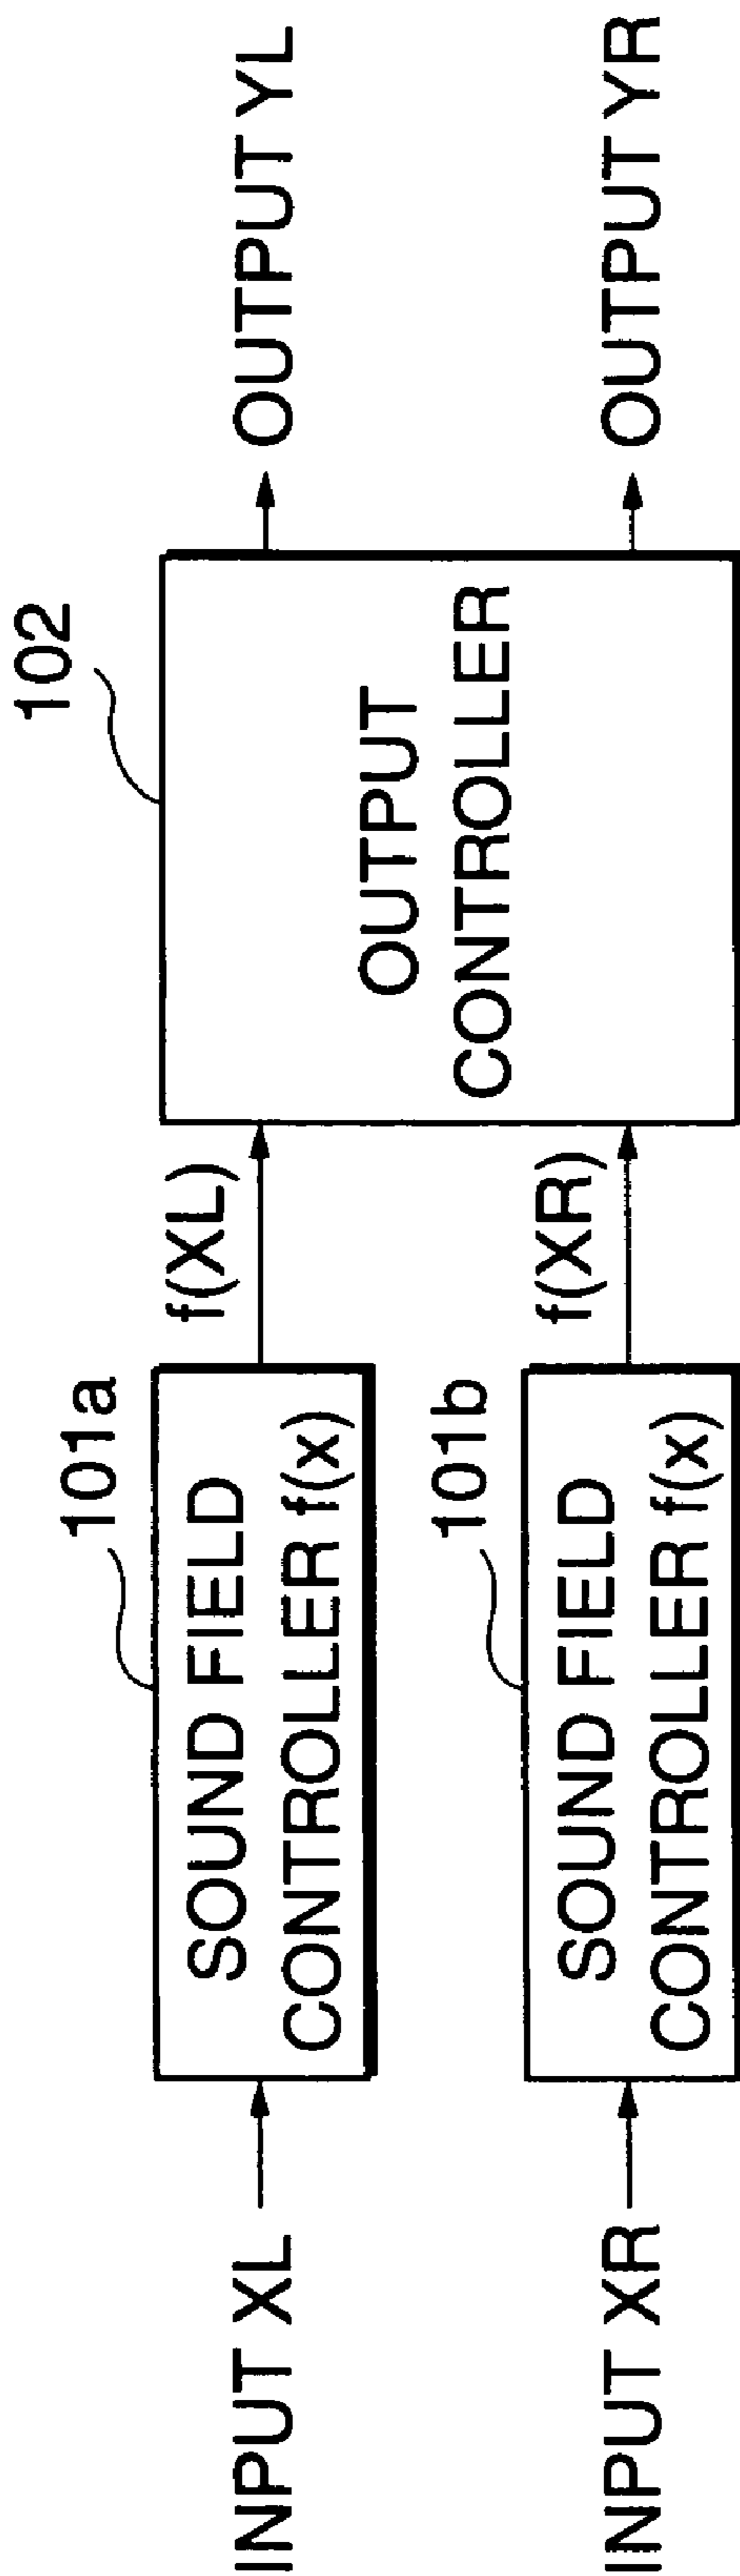 INPUT XL
101a
SOUND FIELD
CONTROLLER f(x)
f(XL)
INPUT XR
101b
SOUND FIELD
CONTROLLER f(x)
f(XR)
102
OUTPUT
CONTROLLER
OUTPUT YL
OUTPUT YR